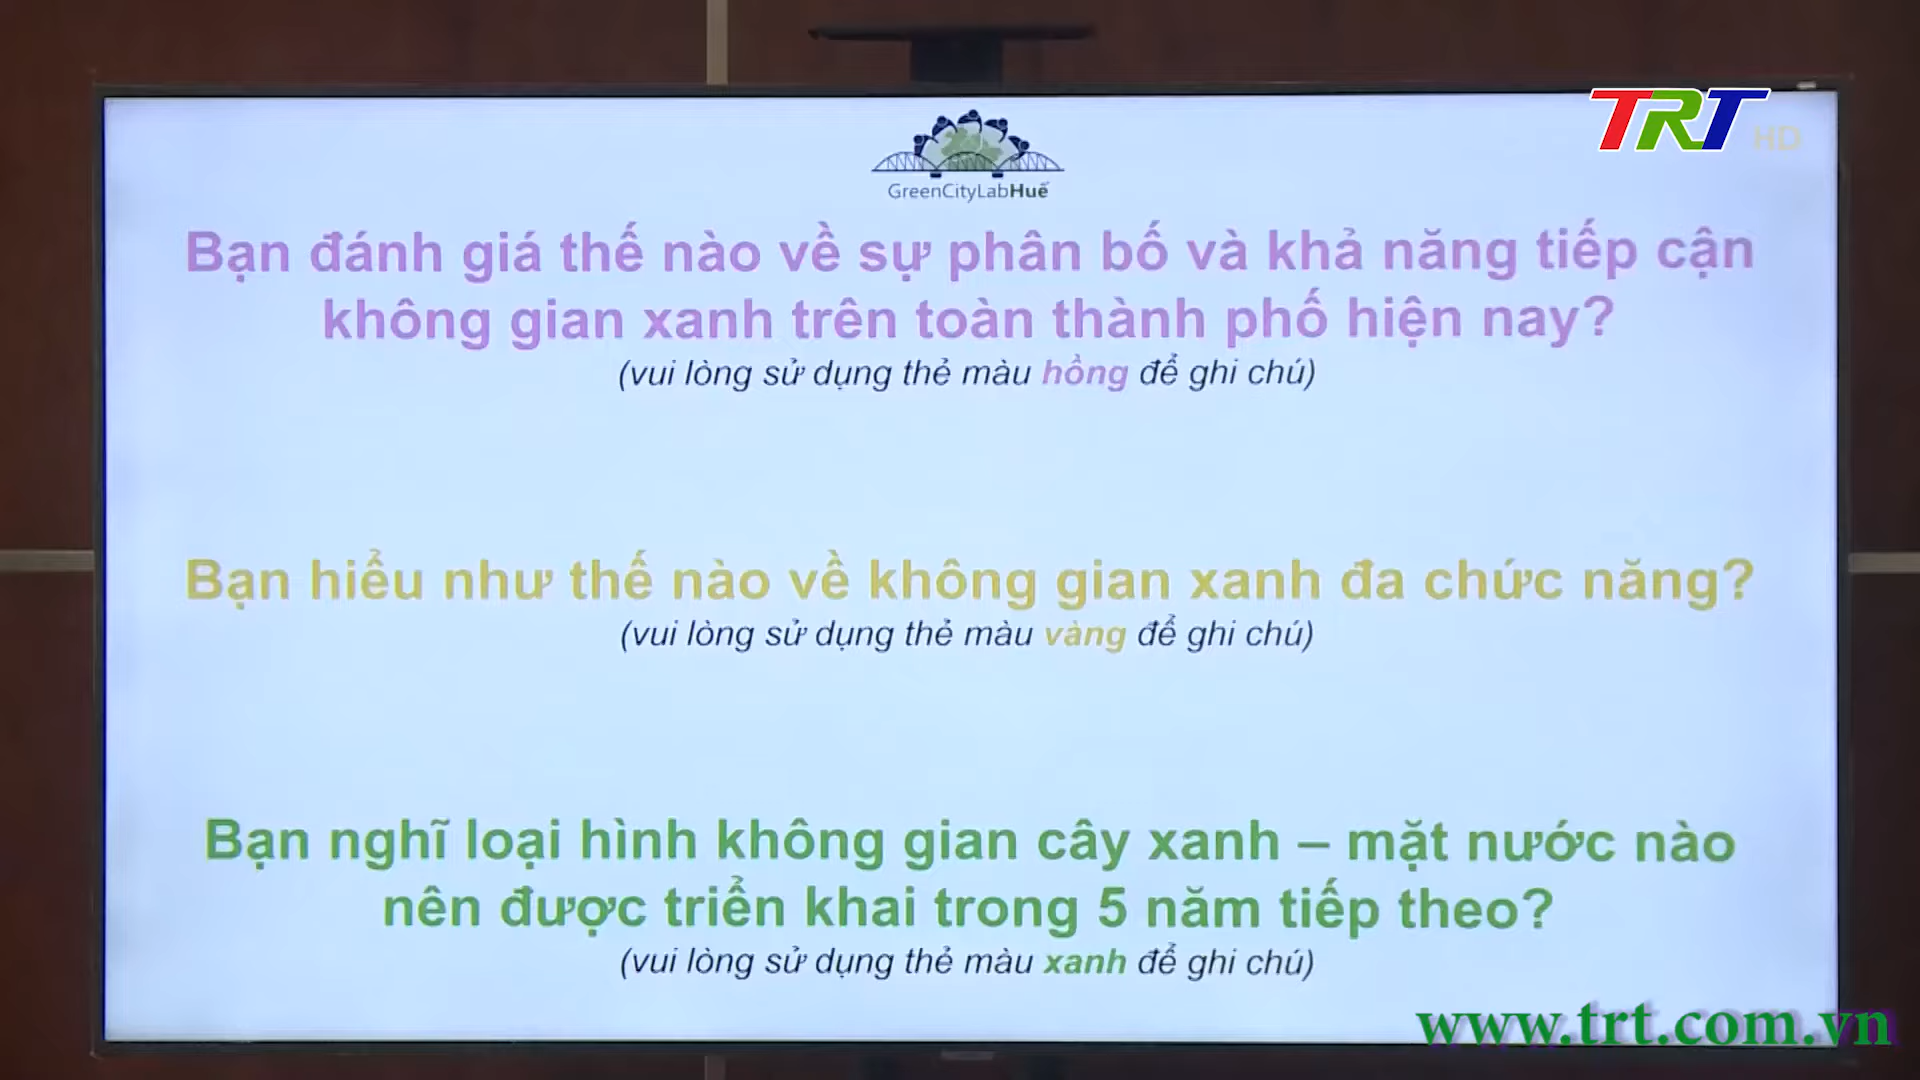 TRT HD
GreenCityLabHuế
Bạn đánh giá thế nào về sự phân bố và khả năng tiếp cận
không gian xanh trên toàn thành phố hiện nay?
(vui lòng sử dụng thẻ màu hồng để ghi chú)
Bạn hiểu như thế nào về không gian xanh đa chức năng?
(vui lòng sử dụng thẻ màu vàng để ghi chú)
Bạn nghĩ loại hình không gian cây xanh – mặt nước nào
nên được triển khai trong 5 năm tiếp theo?
(vui lòng sử dụng thẻ màu xanh để ghi chú)
www.trt.com.vn